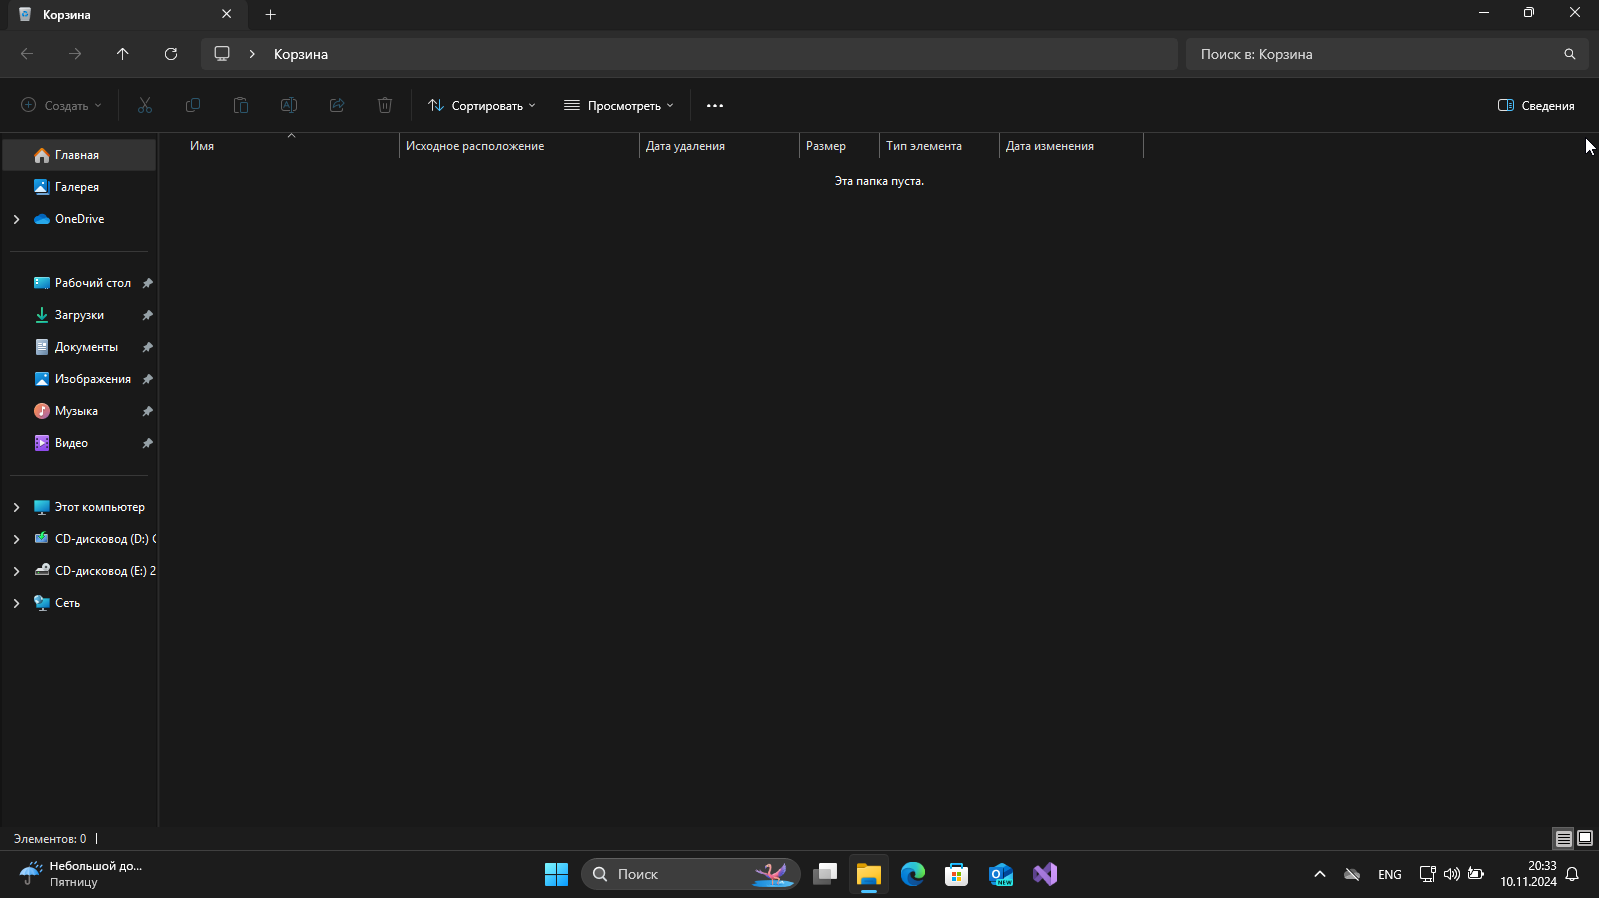 Корзина
Корзина
Поиск в: Корзина
Создать
Сортировать
Просмотреть
Сведения
Имя
Исходное расположение
Дата удаления
Размер
Тип элемента
Дата изменения
Эта папка пуста.
Главная
Галерея
OneDrive
Рабочий стол
Загрузки
Документы
Изображения
Музыка
Видео
Этот компьютер
CD-дисковод (D:)
CD-дисковод (E:) 2
Сеть
Элементов: 0
Небольшой до...
Пятницу
Поиск
NEW
ENG
20:33
10.11.2024